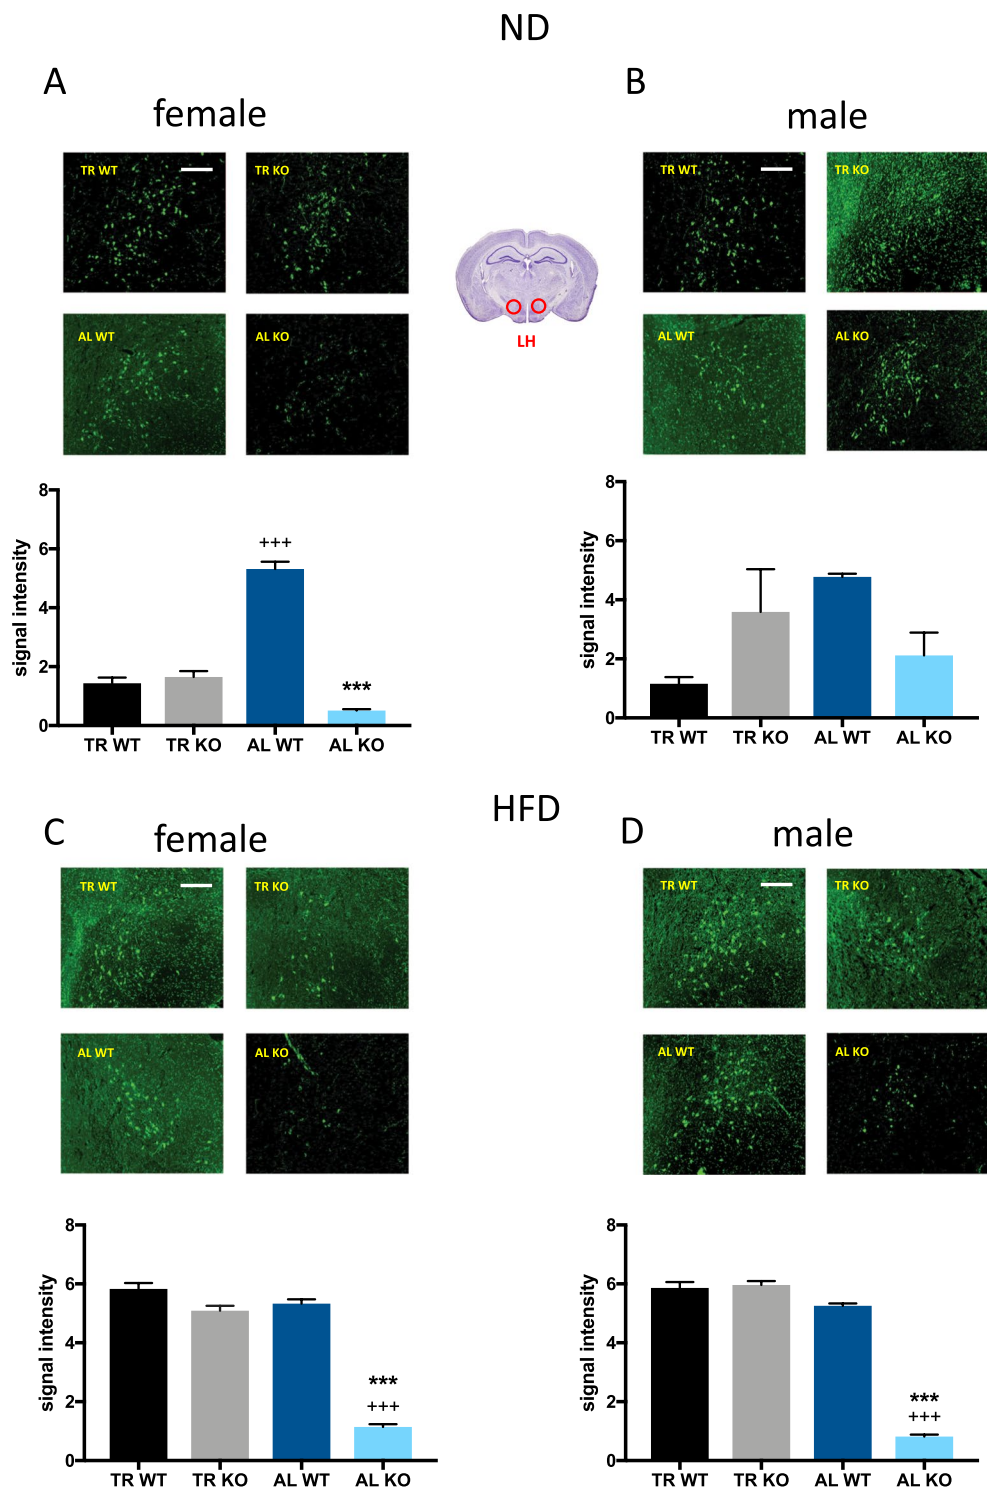 ND
A
B
female
male
TR WT
TR KO
TR WT
TR KO
AL WT
AL KO
AL WT
AL KO
LH
signal intensity
8
6
4
2
0
+++
***
TR WT
TR KO
AL WT
AL KO
signal intensity
8
6
4
2
0
TR WT
TR KO
AL WT
AL KO
HFD
C
D
female
male
TR WT
TR KO
TR WT
TR KO
AL WT
AL KO
AL WT
AL KO
signal intensity
8
6
4
2
0
***
+++
TR WT
TR KO
AL WT
AL KO
signal intensity
8
6
4
2
0
***
+++
TR WT
TR KO
AL WT
AL KO